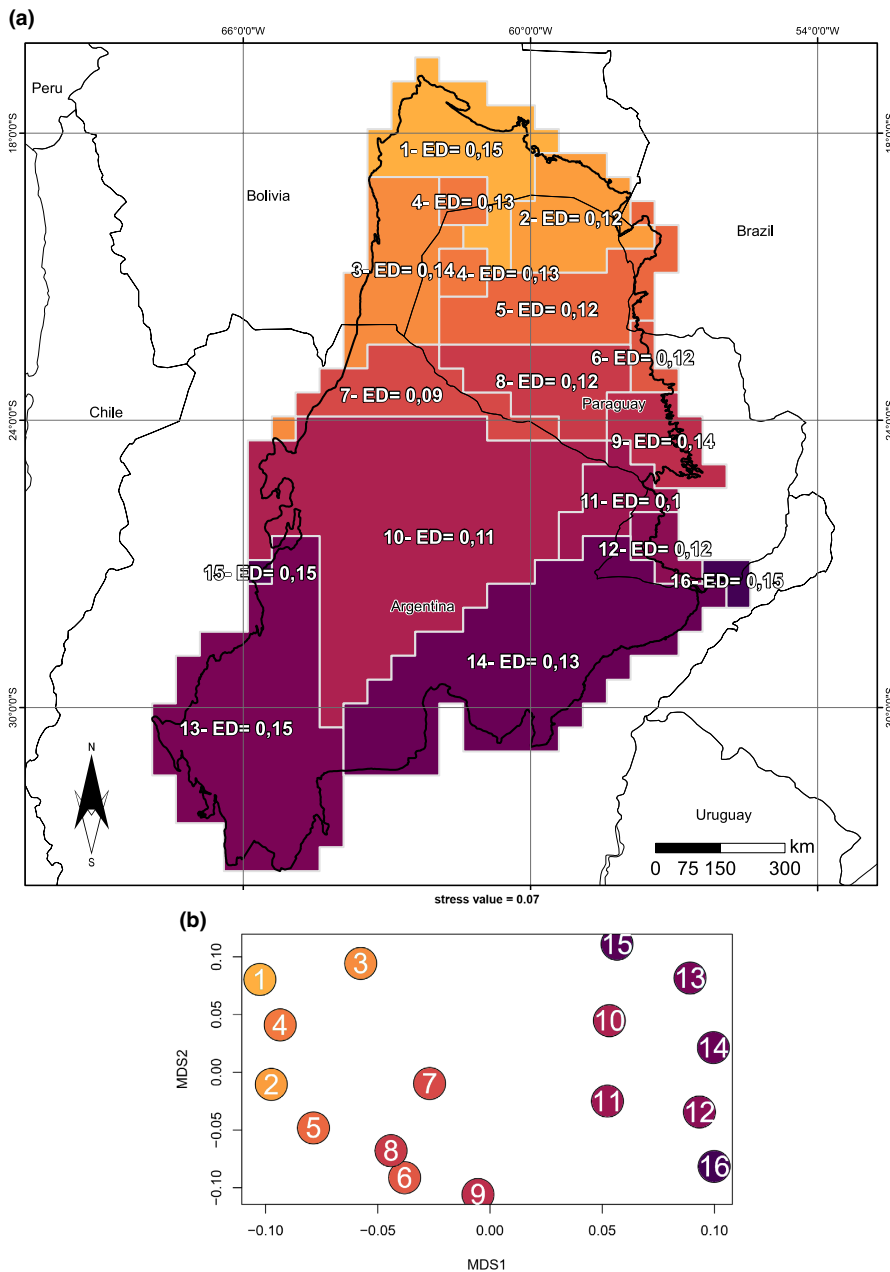 (a)
66°0'0"W 60°0'0"W 54°0'0"W
Peru
18°0'0"S 18°0'0"S
1- ED= 0,15
Bolivia
4- ED= 0,13
2- ED= 0,12
Brazil
3- ED= 0,14
4- ED= 0,13
5- ED= 0,12
6- ED= 0,12
8- ED= 0,12
7- ED= 0,09
Paraguay
Chile
24°0'0"S 24°0'0"S
9- ED= 0,14
11- ED= 0,1
10- ED= 0,11
12- ED= 0,12
15- ED= 0,15
16- ED= 0,15
Argentina
14- ED= 0,13
30°0'0"S 30°0'0"S
13- ED= 0,15
N
S
Uruguay
km
0 75 150 300
stress value = 0.07
(b)
MDS2
0.10
0.05
0.00
−0.05
−0.10
15
3
1
13
10
4
14
2
7
11
12
5
8
6
16
9
−0.10 −0.05 0.00 0.05 0.10
MDS1